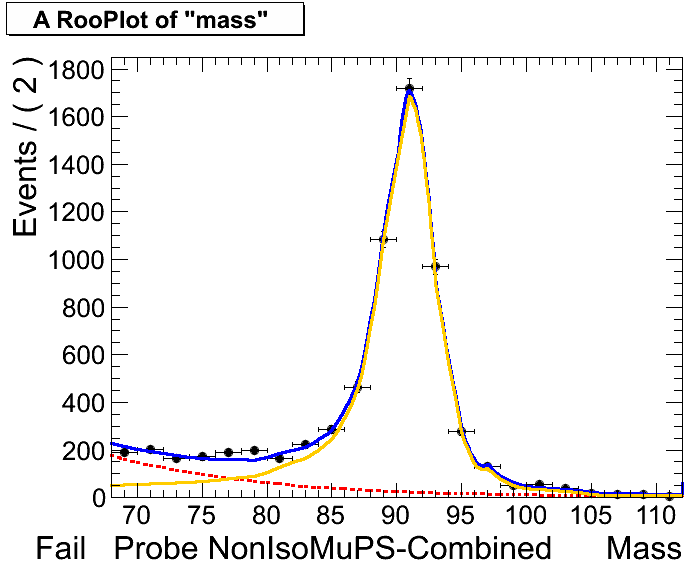 A RooPlot of "mass"
Events / ( 2 )
1800
1600
1400
1200
1000
800
600
400
200
0
70 75 80 85 90 95 100 105 110
Fail Probe NonIsoMuPS-Combined Mass